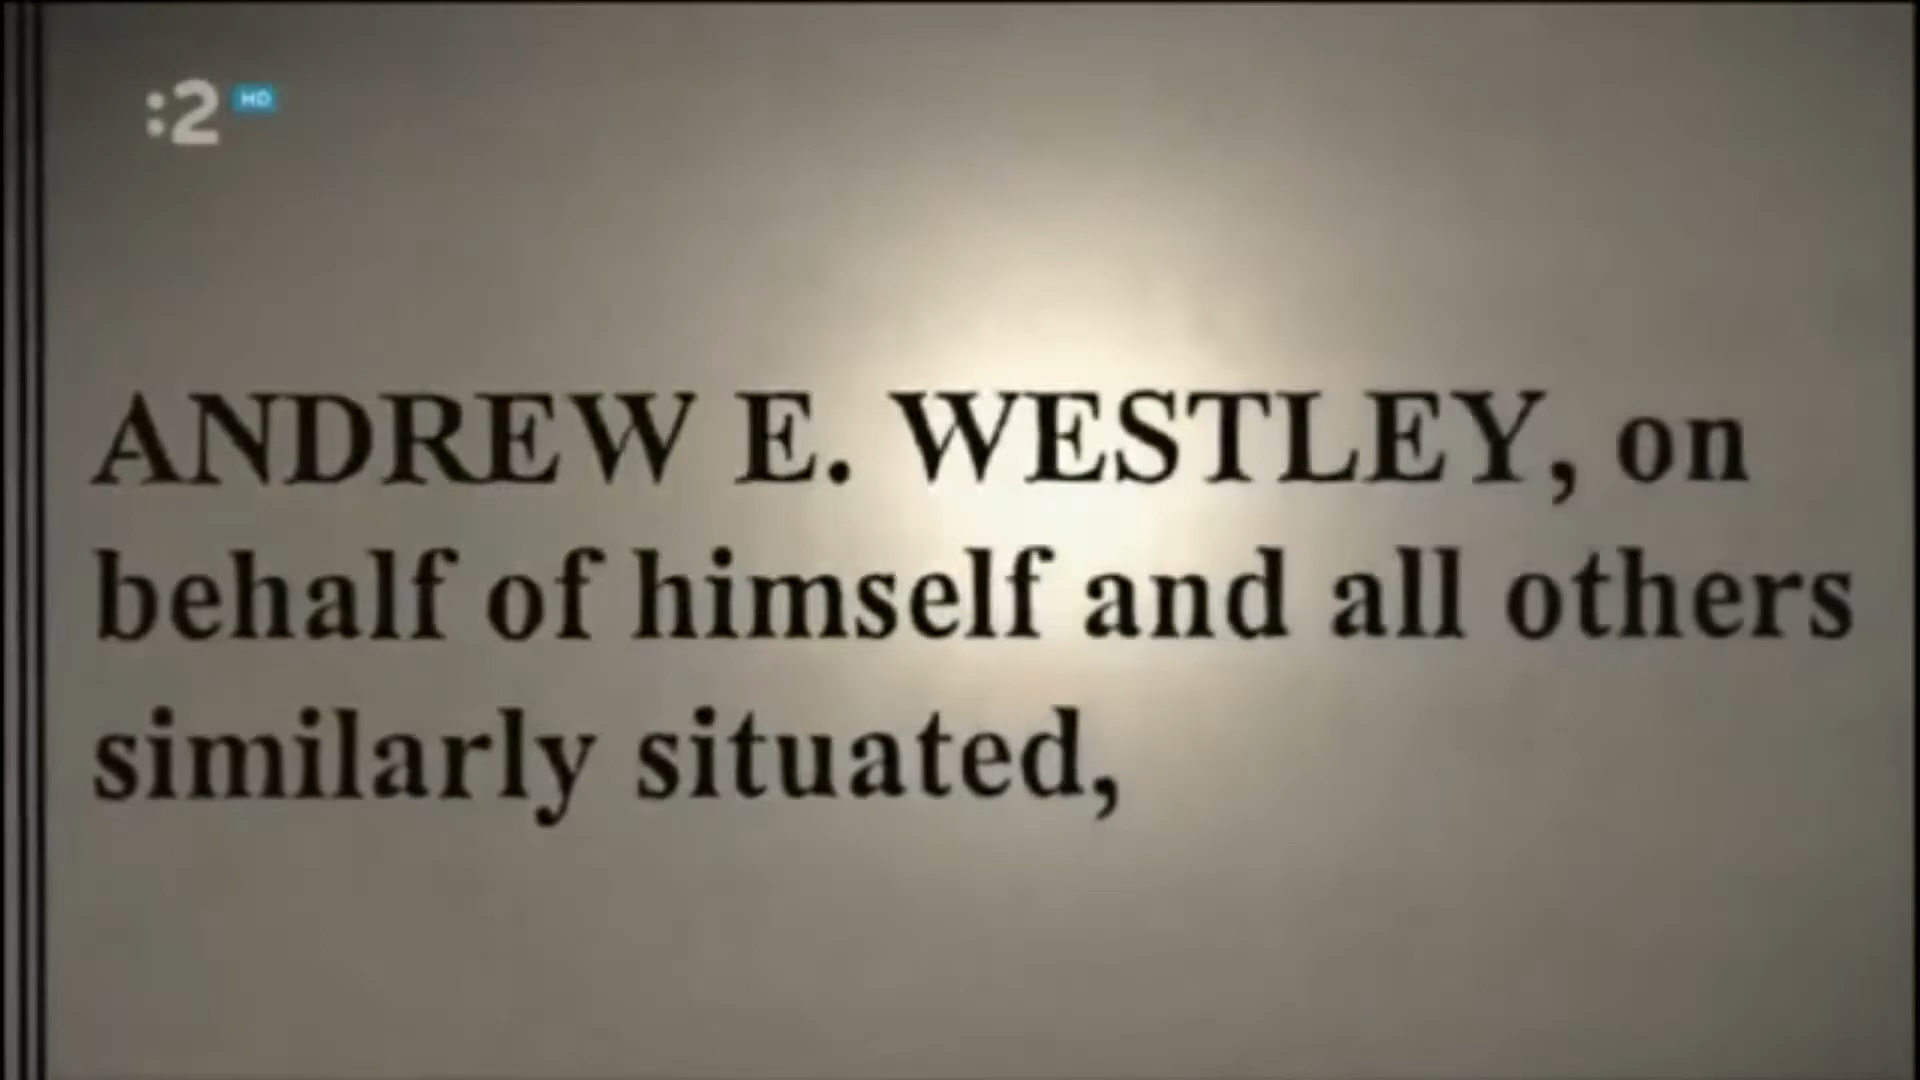 :2 HD
ANDREW E. WESTLEY, on
behalf of himself and all others
similarly situated,